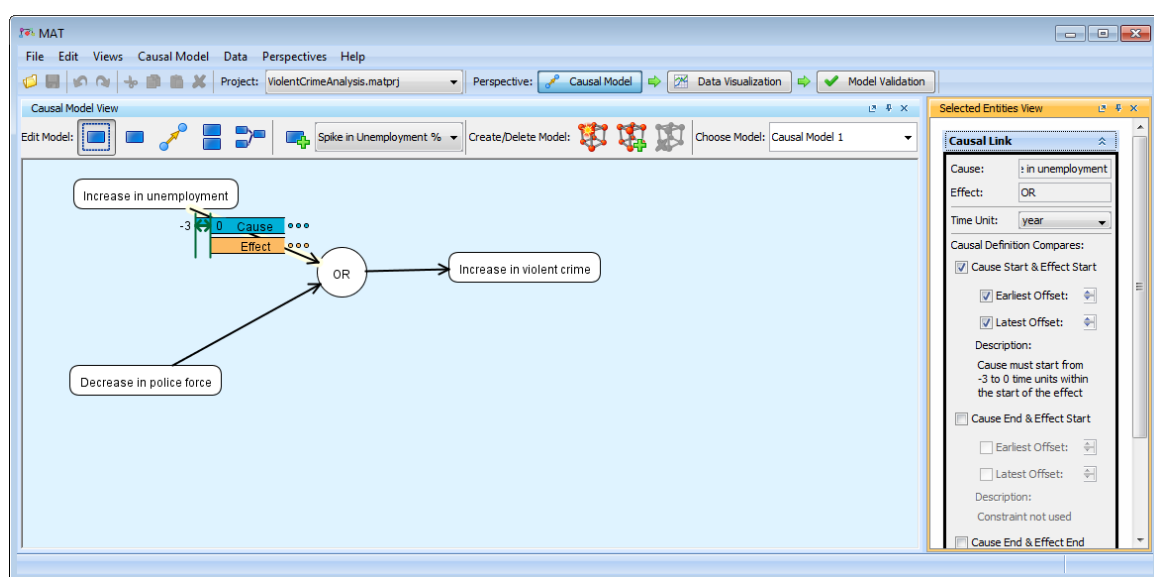 MAT
File Edit Views Causal Model Data Perspectives Help
Project: ViolentCrimeAnalysis.matprj Perspective: Causal Model Data Visualization Model Validation
Causal Model View
Edit Model: Spike in Unemployment % Create/Delete Model: Choose Model: Causal Model 1
Increase in unemployment
-3 0 Cause
Effect
OR
Increase in violent crime
Decrease in police force
Selected Entities View
Causal Link
Cause: in unemployment
Effect: OR
Time Unit: year
Causal Definition Compares:
Cause Start & Effect Start
Earliest Offset:
Latest Offset:
Description:
Cause must start from
-3 to 0 time units within
the start of the effect
Cause End & Effect Start
Earliest Offset:
Latest Offset:
Description:
Constraint not used
Cause End & Effect End